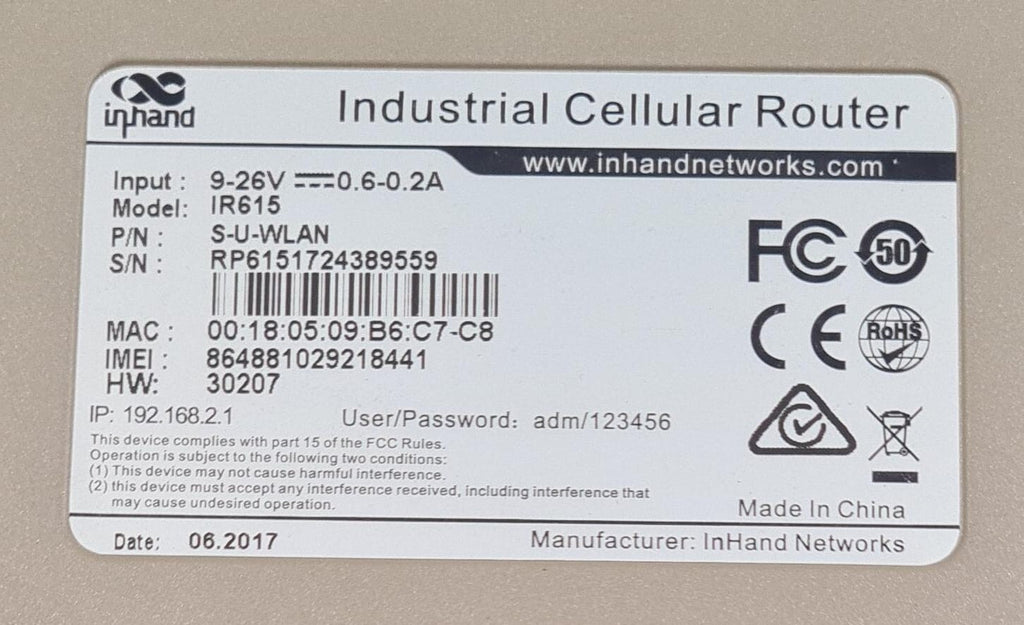 inhand
Industrial Cellular Router
www.inhandnetworks.com
Input : 9-26V ⎓0.6-0.2A
Model: IR615
P/N : S-U-WLAN
S/N : RP6151724389559
FC
50
CE
RoHS
MAC : 00:18:05:09:B6:C7-C8
IMEI : 864881029218441
HW: 30207
IP: 192.168.2.1 User/Password: adm/123456
This device complies with part 15 of the FCC Rules.
Operation is subject to the following two conditions:
(1) This device may not cause harmful interference.
(2) this device must accept any interference received, including interference that
may cause undesired operation.
Made In China
Date: 06.2017 Manufacturer: InHand Networks